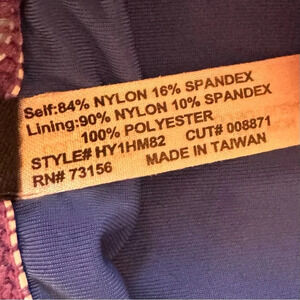 Self:84% NYLON 16% SPANDEX
Lining:90% NYLON 10% SPANDEX
100% POLYESTER
STYLE# HY1HM82 CUT# 008871
RN# 73156 MADE IN TAIWAN